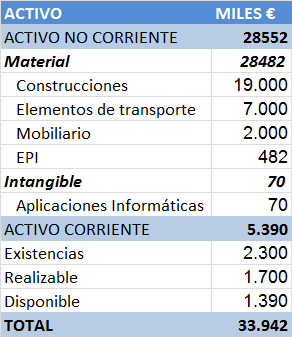 ACTIVO MILES €
ACTIVO NO CORRIENTE 28552
Material 28482
Construcciones 19.000
Elementos de transporte 7.000
Mobiliario 2.000
EPI 482
Intangible 70
Aplicaciones Informáticas 70
ACTIVO CORRIENTE 5.390
Existencias 2.300
Realizable 1.700
Disponible 1.390
TOTAL 33.942